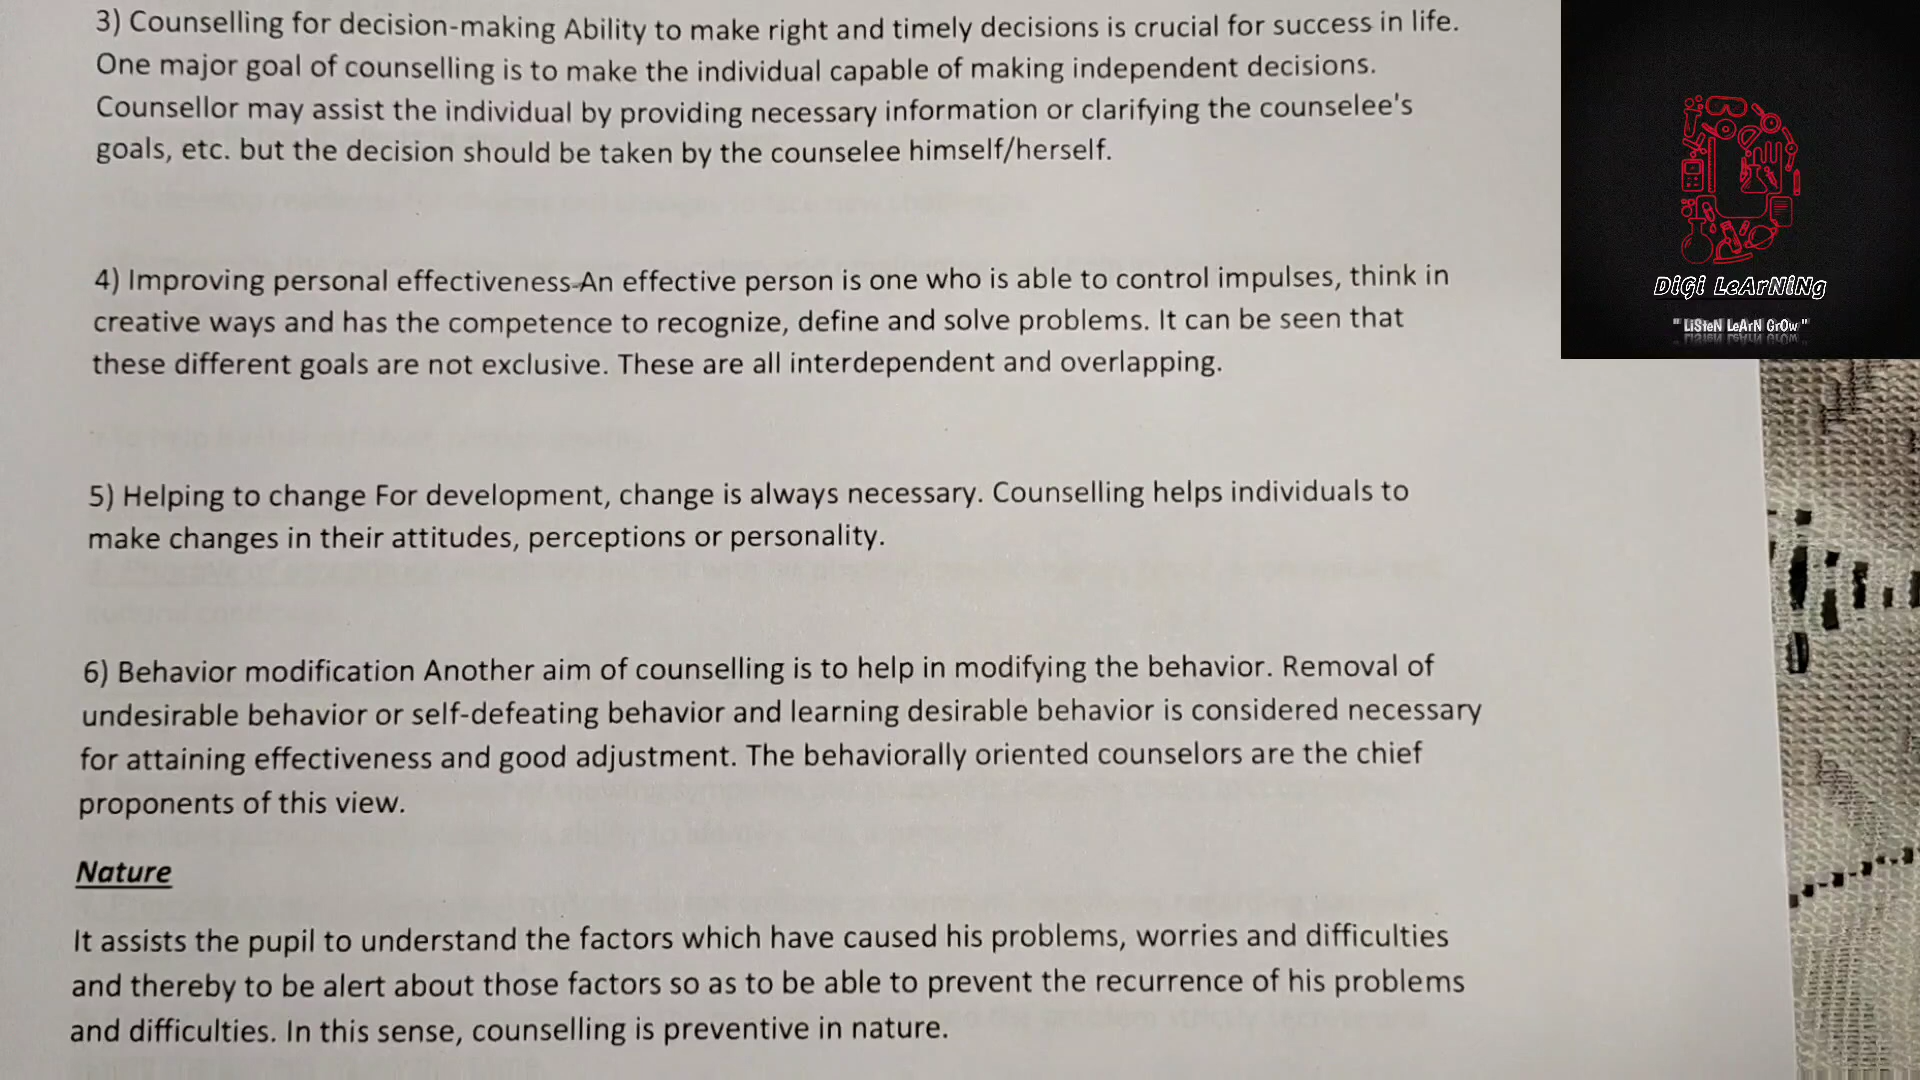 3) Counselling for decision-making Ability to make right and timely decisions is crucial for success in life.
One major goal of counselling is to make the individual capable of making independent decisions.
Counsellor may assist the individual by providing necessary information or clarifying the counselee's
goals, etc. but the decision should be taken by the counselee himself/herself.
4) Improving personal effectiveness-An effective person is one who is able to control impulses, think in
creative ways and has the competence to recognize, define and solve problems. It can be seen that
these different goals are not exclusive. These are all interdependent and overlapping.
5) Helping to change For development, change is always necessary. Counselling helps individuals to
make changes in their attitudes, perceptions or personality.
6) Behavior modification Another aim of counselling is to help in modifying the behavior. Removal of
undesirable behavior or self-defeating behavior and learning desirable behavior is considered necessary
for attaining effectiveness and good adjustment. The behaviorally oriented counselors are the chief
proponents of this view.
Nature
It assists the pupil to understand the factors which have caused his problems, worries and difficulties
and thereby to be alert about those factors so as to be able to prevent the recurrence of his problems
and difficulties. In this sense, counselling is preventive in nature.
DiGi LeArNiNg
"LiSteN LeArN GrOw"